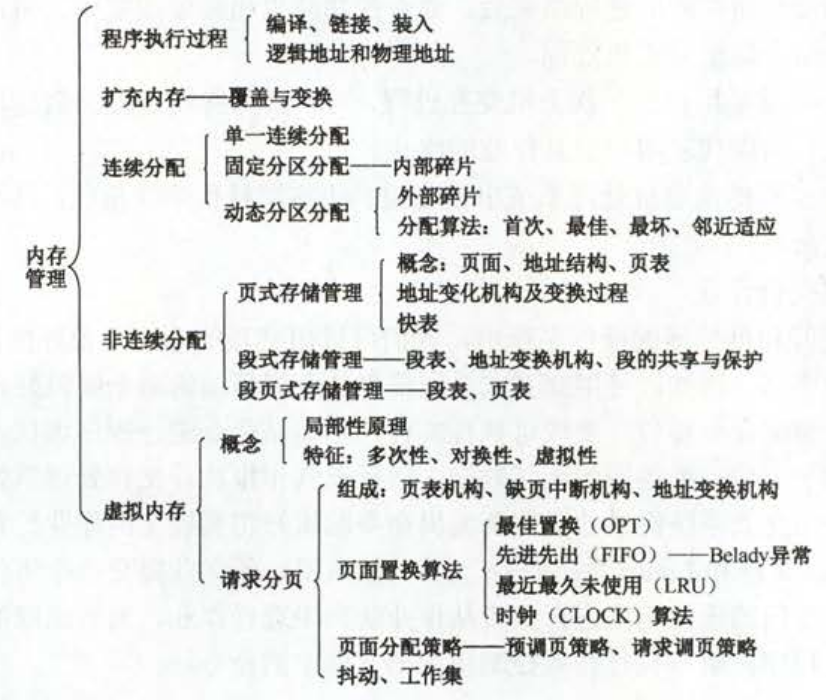 内存
管理
程序执行过程
编译、链接、装入
逻辑地址和物理地址
扩充内存——覆盖与变换
连续分配
单一连续分配
固定分区分配——内部碎片
动态分区分配
外部碎片
分配算法：首次、最佳、最坏、邻近适应
非连续分配
页式存储管理
概念：页面、地址结构、页表
地址变化机构及变换过程
快表
段式存储管理——段表、地址变换机构、段的共享与保护
段页式存储管理——段表、页表
虚拟内存
概念
局部性原理
特征：多次性、对换性、虚拟性
请求分页
组成：页表机构、缺页中断机构、地址变换机构
页面置换算法
最佳置换（OPT）
先进先出（FIFO）——Belady异常
最近最久未使用（LRU）
时钟（CLOCK）算法
页面分配策略——预调页策略、请求调页策略
抖动、工作集